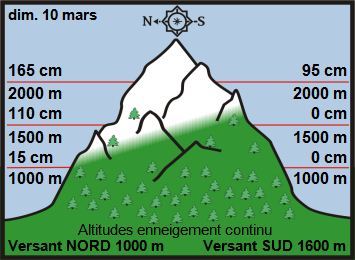 dim. 10 mars
N S
165 cm 95 cm
2000 m 2000 m
110 cm 0 cm
1500 m 1500 m
15 cm 0 cm
1000 m 1000 m
Altitudes enneigement continu
Versant NORD 1000 m Versant SUD 1600 m